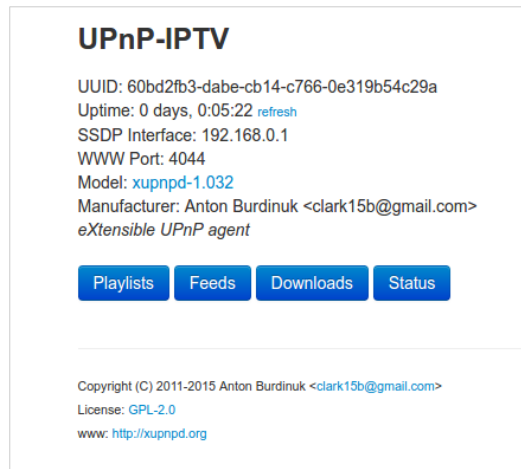 UPnP-IPTV
UUID: 60bd2fb3-dabe-cb14-c766-0e319b54c29a
Uptime: 0 days, 0:05:22 refresh
SSDP Interface: 192.168.0.1
WWW Port: 4044
Model: xupnpd-1.032
Manufacturer: Anton Burdinuk <clark15b@gmail.com>
eXtensible UPnP agent
Playlists Feeds Downloads Status
Copyright (C) 2011-2015 Anton Burdinuk <clark15b@gmail.com>
License: GPL-2.0
www: http://xupnpd.org